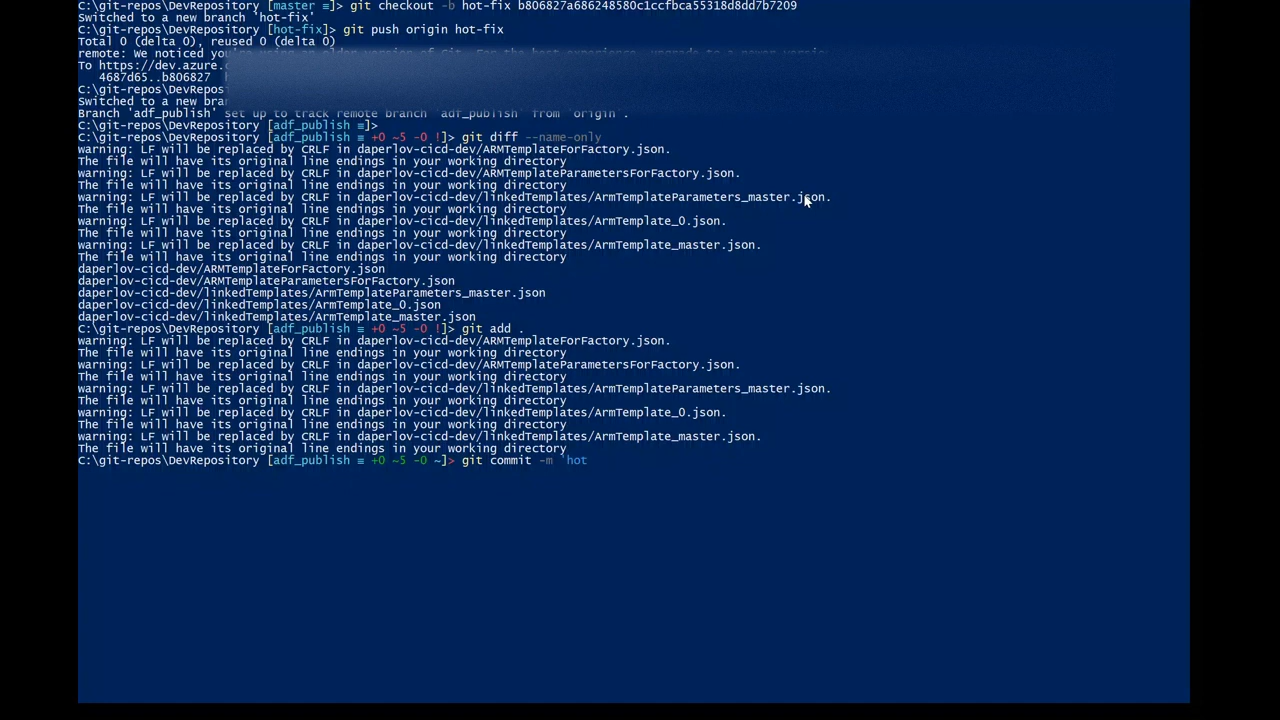 C:\git-repos\DevRepository [master ≡]> git checkout -b hot-fix b806827a686248580c1ccfbca55318d8dd7b7209
Switched to a new branch 'hot-fix'
C:\git-repos\DevRepository [hot-fix]> git push origin hot-fix
Total 0 (delta 0), reused 0 (delta 0)
remote: We noticed you're using an older version of Git. For the best experience, upgrade to a newer
To https://dev.azure.
4687d65..b806827
C:\git-repos\DevRepos
Switched to a new bran
Branch 'adf_publish' set up to track remote branch 'adf_publish' from 'origin'.
C:\git-repos\DevRepository [adf_publish ≡]>
C:\git-repos\DevRepository [adf_publish ≡ +0 ~5 -0 !]> git diff --name-only
warning: LF will be replaced by CRLF in daperlov-cicd-dev/ARMTemplateForFactory.json.
The file will have its original line endings in your working directory
warning: LF will be replaced by CRLF in daperlov-cicd-dev/ARMTemplateParametersForFactory.json.
The file will have its original line endings in your working directory
warning: LF will be replaced by CRLF in daperlov-cicd-dev/linkedTemplates/ArmTemplateParameters_master.json.
The file will have its original line endings in your working directory
warning: LF will be replaced by CRLF in daperlov-cicd-dev/linkedTemplates/ArmTemplate_0.json.
The file will have its original line endings in your working directory
warning: LF will be replaced by CRLF in daperlov-cicd-dev/linkedTemplates/ArmTemplate_master.json.
The file will have its original line endings in your working directory
daperlov-cicd-dev/ARMTemplateForFactory.json
daperlov-cicd-dev/ARMTemplateParametersForFactory.json
daperlov-cicd-dev/linkedTemplates/ArmTemplateParameters_master.json
daperlov-cicd-dev/linkedTemplates/ArmTemplate_0.json
daperlov-cicd-dev/linkedTemplates/ArmTemplate_master.json
C:\git-repos\DevRepository [adf_publish ≡ +0 ~5 -0 !]> git add .
warning: LF will be replaced by CRLF in daperlov-cicd-dev/ARMTemplateForFactory.json.
The file will have its original line endings in your working directory
warning: LF will be replaced by CRLF in daperlov-cicd-dev/ARMTemplateParametersForFactory.json.
The file will have its original line endings in your working directory
warning: LF will be replaced by CRLF in daperlov-cicd-dev/linkedTemplates/ArmTemplateParameters_master.json.
The file will have its original line endings in your working directory
warning: LF will be replaced by CRLF in daperlov-cicd-dev/linkedTemplates/ArmTemplate_0.json.
The file will have its original line endings in your working directory
warning: LF will be replaced by CRLF in daperlov-cicd-dev/linkedTemplates/ArmTemplate_master.json.
The file will have its original line endings in your working directory
C:\git-repos\DevRepository [adf_publish ≡ +0 ~5 -0 ~]> git commit -m 'hot